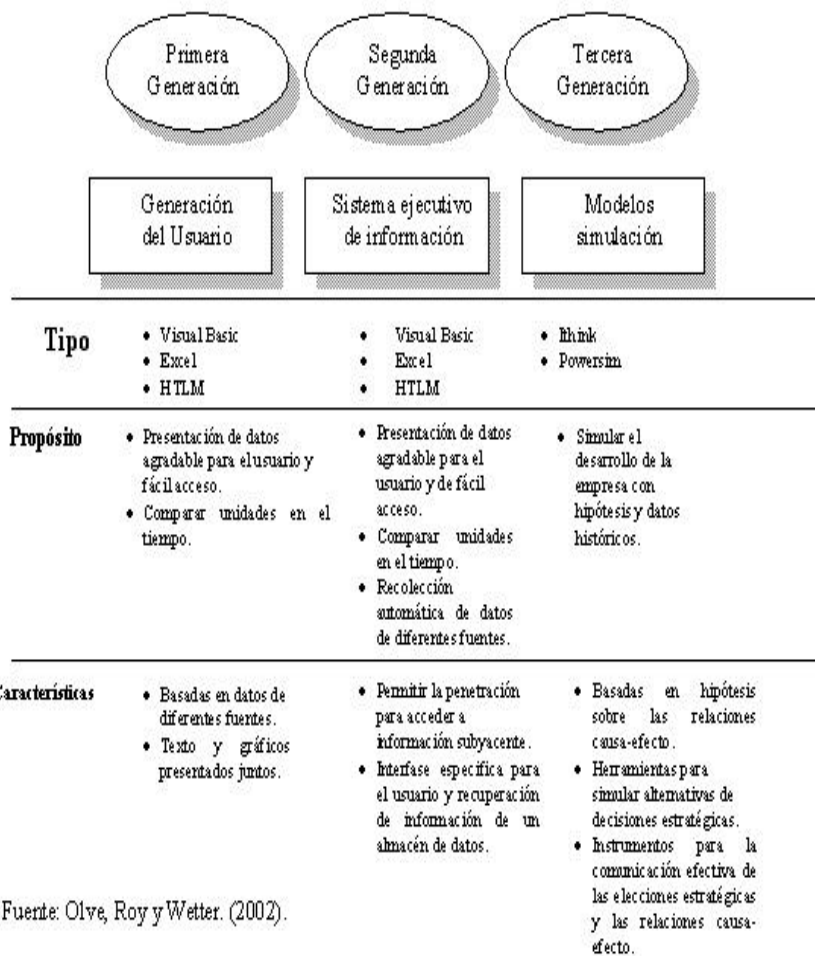 Primera
Generación
Segunda
Generación
Tercera
Generación
Generación
del Usuario
Sistema ejecutivo
de información
Modelos
simulación
Tipo
• Visual Basic
• Excel
• HTLM
• Visual Basic
• Excel
• HTLM
• Ithink
• Powersim
Propósito
• Presentación de datos
agradable para el usuario y
fácil acceso.
• Comparar unidades en el
tiempo.
• Presentación de datos
agradable para el
usuario y de fácil
acceso.
• Comparar unidades
en el tiempo.
• Recolección
automática de datos
de diferentes fuentes.
• Simular el
desarrollo de la
empresa con
hipótesis y datos
históricos.
Características
• Basadas en datos de
diferentes fuentes.
• Texto y gráficos
presentados juntos.
• Permitir la penetración
para acceder a
información subyacente.
• Interfase especifica para
el usuario y recuperación
de información de un
almacén de datos.
• Basadas en hipótesis
sobre las relaciones
causa-efecto.
• Herramientas para
simular alternativas de
decisiones estratégicas.
• Instrumentos para la
comunicación efectiva de
las elecciones estratégicas
y las relaciones causa-
efecto.
Fuente: Olve, Roy y Wetter. (2002).